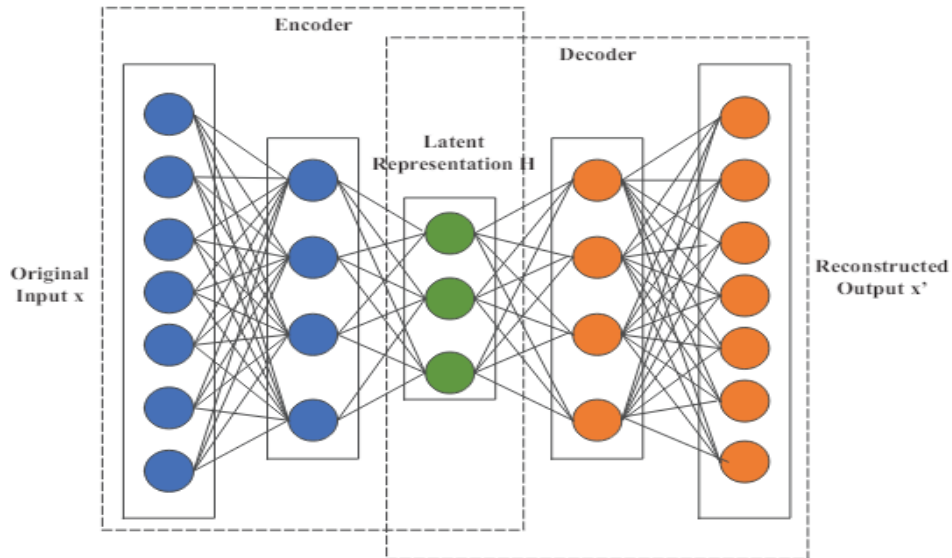 Encoder
Decoder
Latent
Representation H
Original
Input x
Reconstructed
Output x’